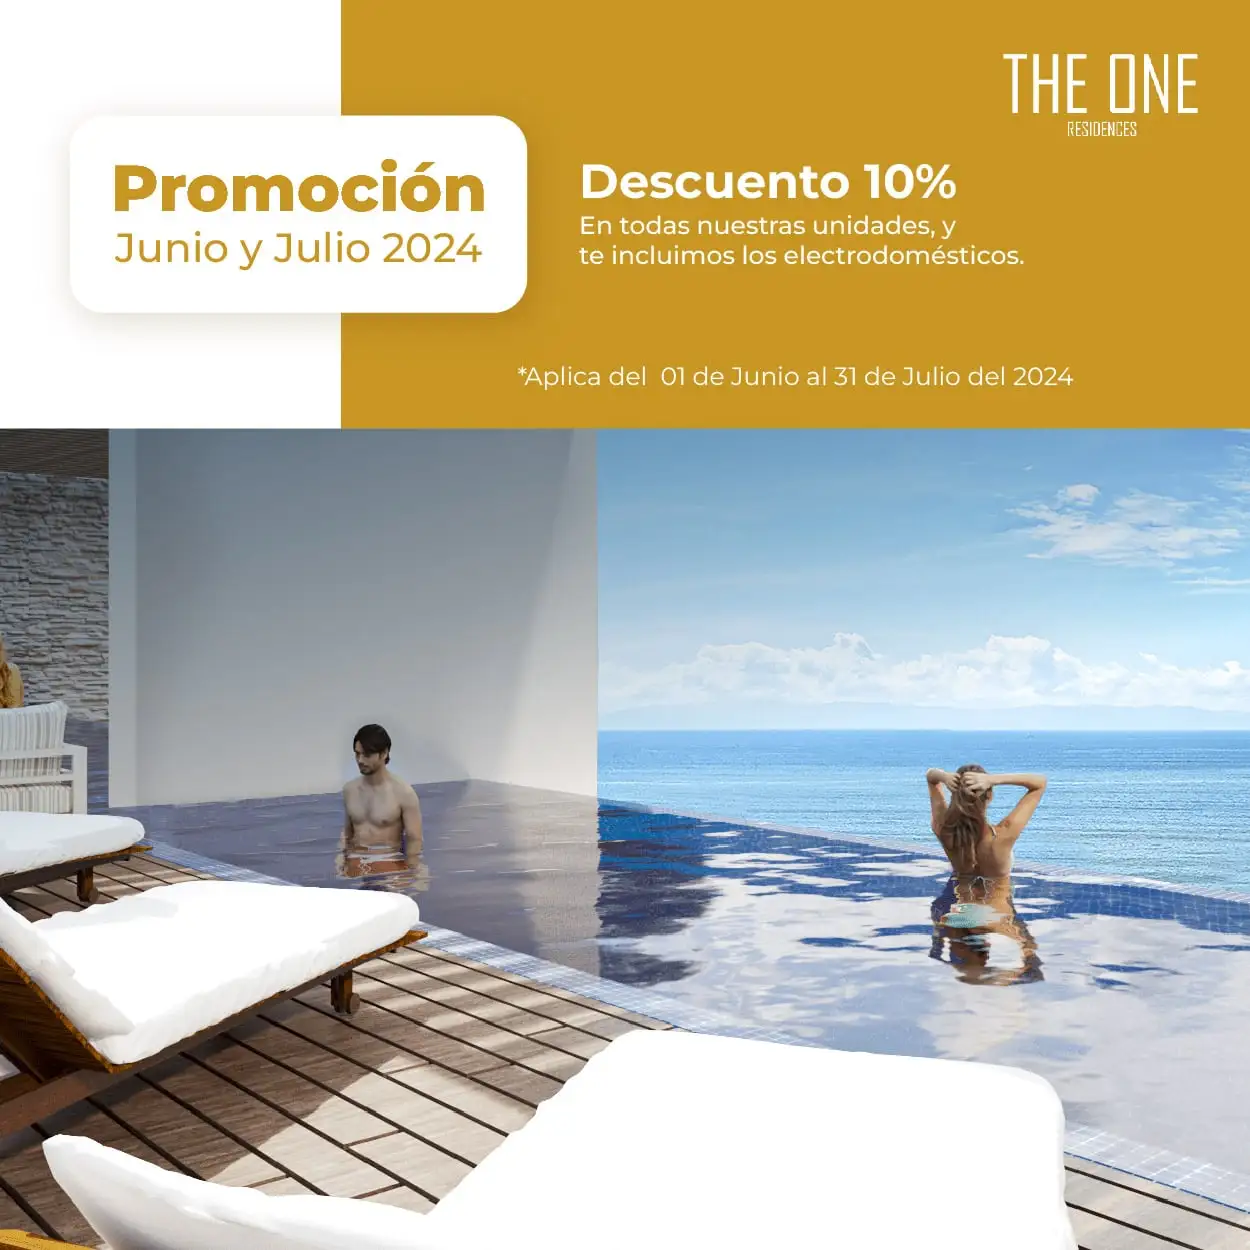 THE ONE
RESIDENCES
Promoción
Junio y Julio 2024
Descuento 10%
En todas nuestras unidades, y
te incluimos los electrodomésticos.
*Aplica del 01 de Junio al 31 de Julio del 2024